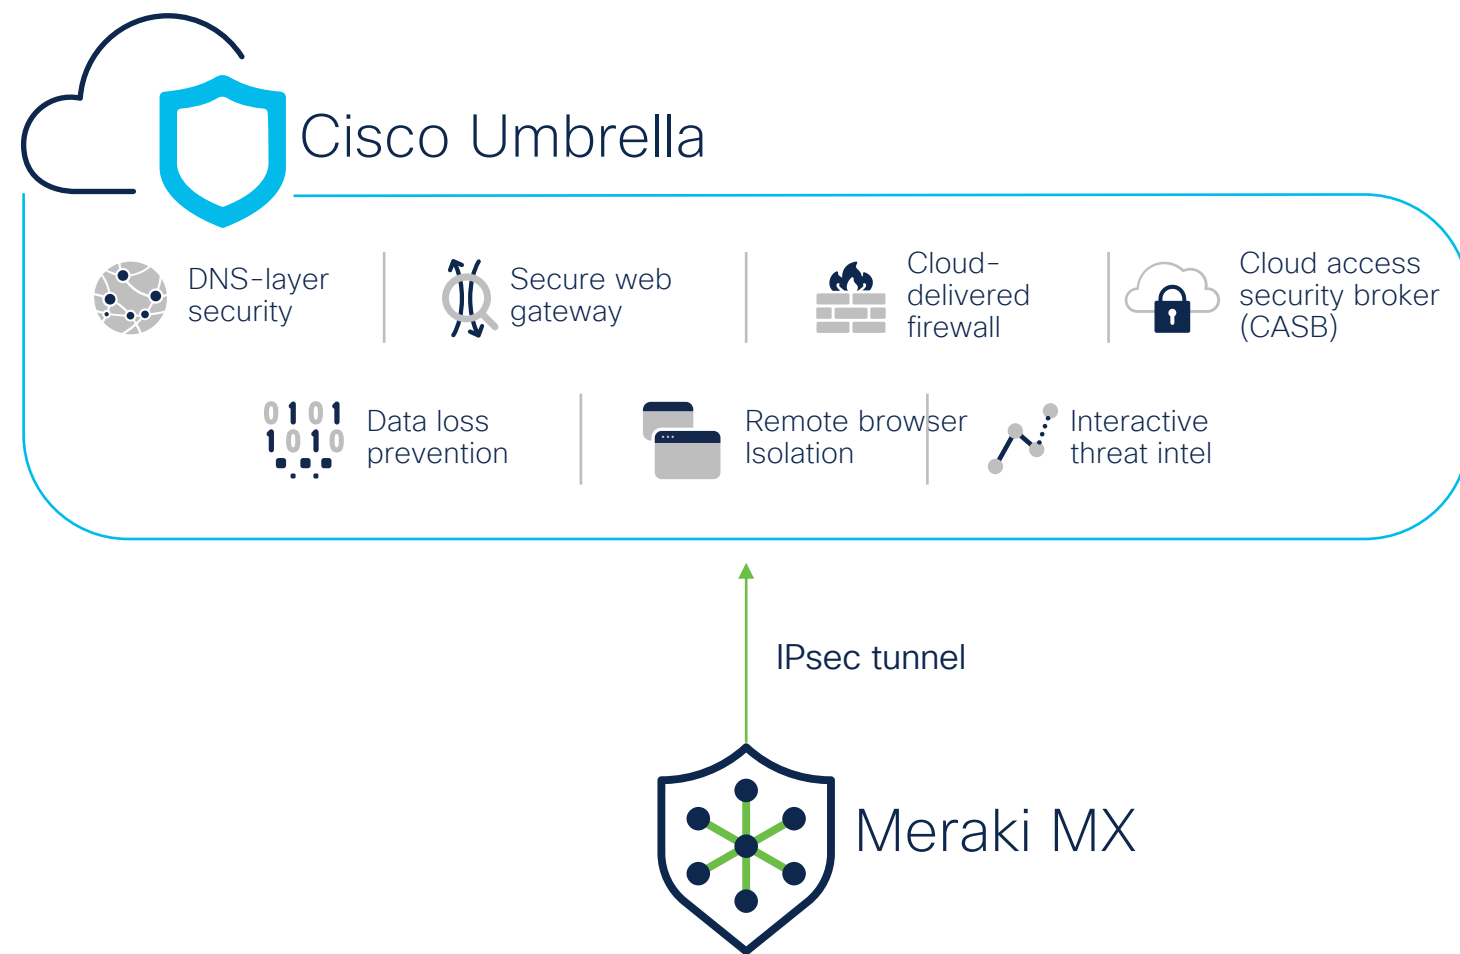 Cisco Umbrella
DNS-layer
security
Secure web
gateway
Cloud-
delivered
firewall
Cloud access
security broker
(CASB)
0101
1010
Data loss
prevention
Remote browser
Isolation
Interactive
threat intel
IPsec tunnel
Meraki MX